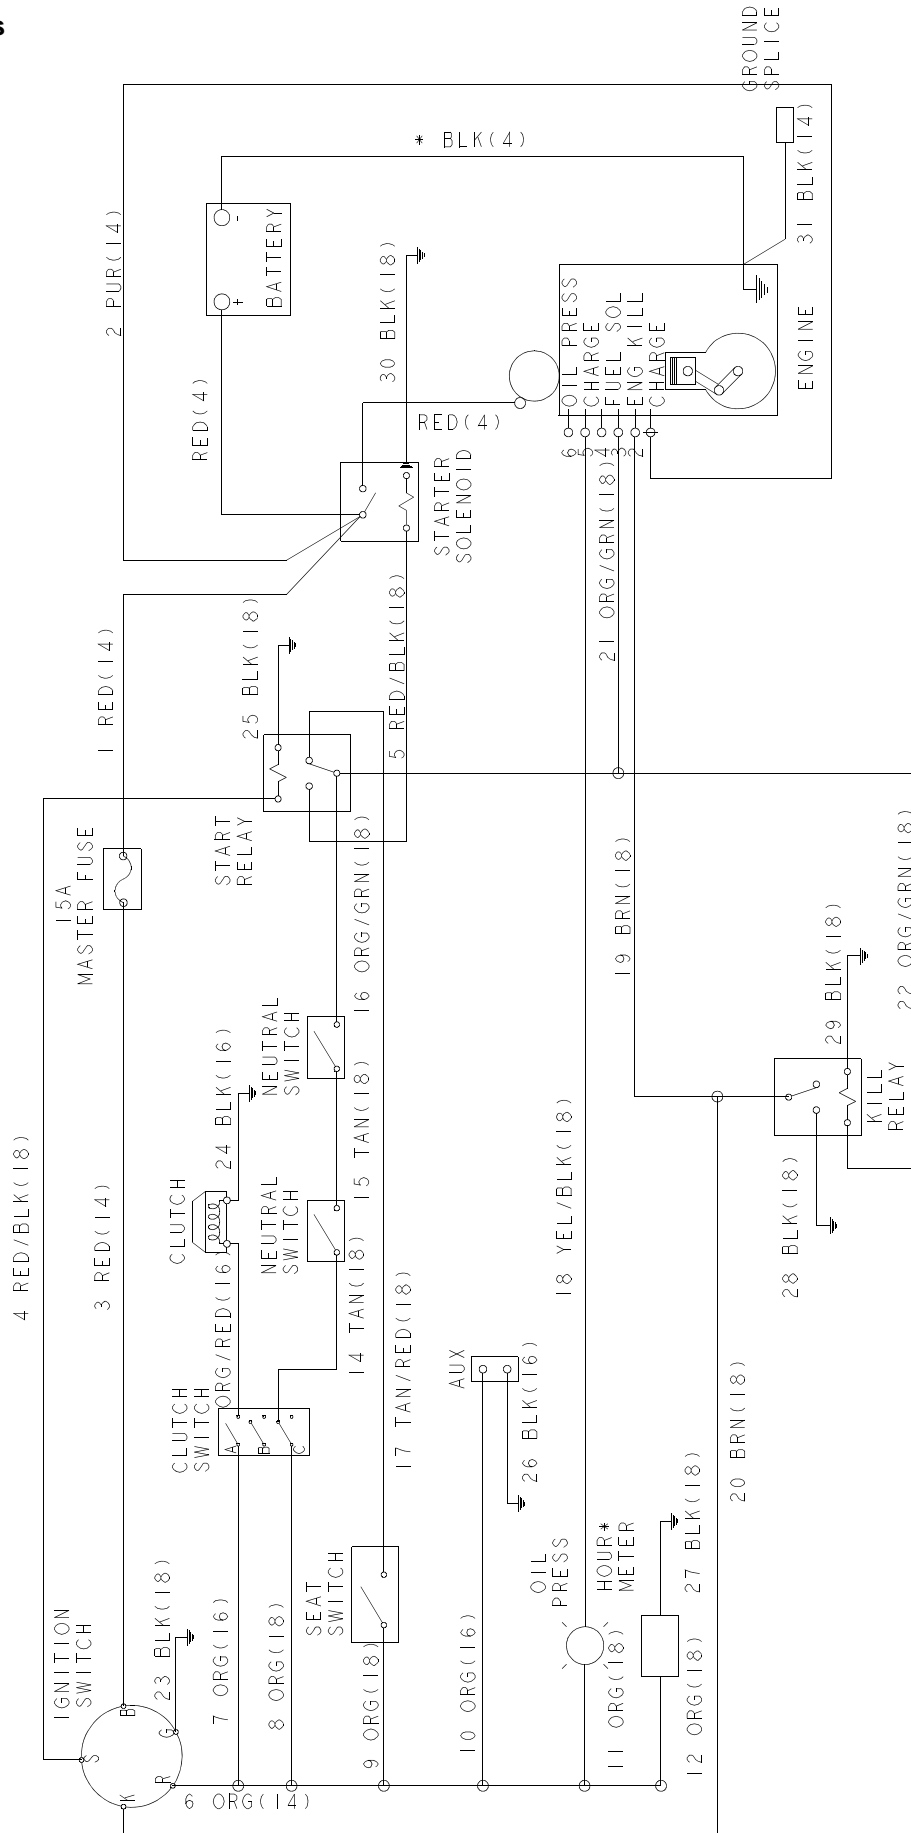 s
GROUND
SPLICE
* BLK(4)
31 BLK(14)
2 PUR(14)
-
+
BATTERY
30 BLK(18)
RED(4)
RED(4)
OIL PRESS
CHARGE
FUEL SOL
ENG KILL
CHARGE
ENGINE
6
5
4
3
2
STARTER
SOLENOID
21 ORG/GRN(18)
1 RED(14)
25 BLK(18)
5 RED/BLK(18)
START
RELAY
15A
MASTER FUSE
16 ORG/GRN(18)
19 BRN(18)
22 ORG/GRN(18)
29 BLK(18)
KILL
RELAY
28 BLK(18)
NEUTRAL
SWITCH
24 BLK(16)
15 TAN(18)
CLUTCH
NEUTRAL
SWITCH
4 RED/BLK(18)
3 RED(14)
18 YEL/BLK(18)
ORG/RED(16)
14 TAN(18)
17 TAN/RED(18)
AUX
26 BLK(16)
20 BRN(18)
CLUTCH
SWITCH
A
B
C
27 BLK(18)
OIL
PRESS
HOUR*
METER
SEAT
SWITCH
IGNITION
SWITCH
23 BLK(18)
7 ORG(16)
8 ORG(18)
9 ORG(18)
10 ORG(16)
11 ORG(18)
12 ORG(18)
B
G
S
R
K
6 ORG(14)